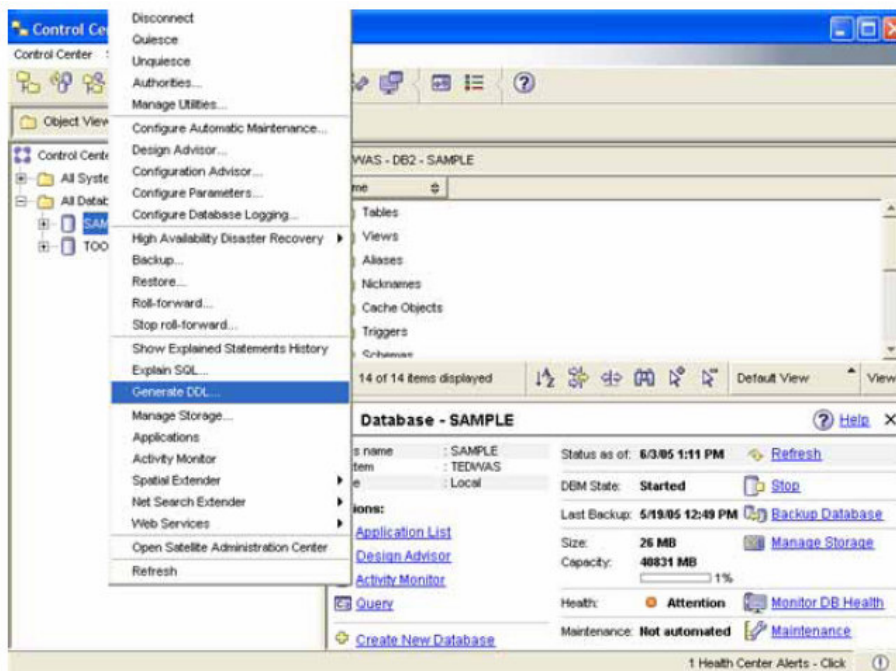 Control Ce
Control Center
Object View
Control Cente
All Syste
All Datab
SAM
TOO
Disconnect
Quiesce
Unquiesce
Authorities...
Manage Utilities...
Configure Automatic Maintenance...
Design Advisor...
Configuration Advisor...
Configure Parameters...
Configure Database Logging...
High Availability Disaster Recovery
Backup...
Restore...
Roll-forward...
Stop roll-forward...
Show Explained Statements History
Explain SQL...
Generate DDL...
Manage Storage...
Applications
Activity Monitor
Spatial Extender
Net Search Extender
Web Services
Open Satellite Administration Center
Refresh
WAS - DB2 - SAMPLE
me
Tables
Views
Aliases
Nicknames
Cache Objects
Triggers
Schemas
14 of 14 items displayed
Default View
View
Database - SAMPLE
Help
s name : SAMPLE
tem : TEDWAS
e : Local
ions:
Application List
Design Advisor
Activity Monitor
Query
Create New Database
Status as of: 6/3/05 1:11 PM Refresh
DBM State: Started Stop
Last Backup: 5/19/05 12:49 PM Backup Database
Size: 26 MB Manage Storage
Capacity: 40831 MB
1%
Health: Attention Monitor DB Health
Maintenance: Not automated Maintenance
1 Health Center Alerts - Click